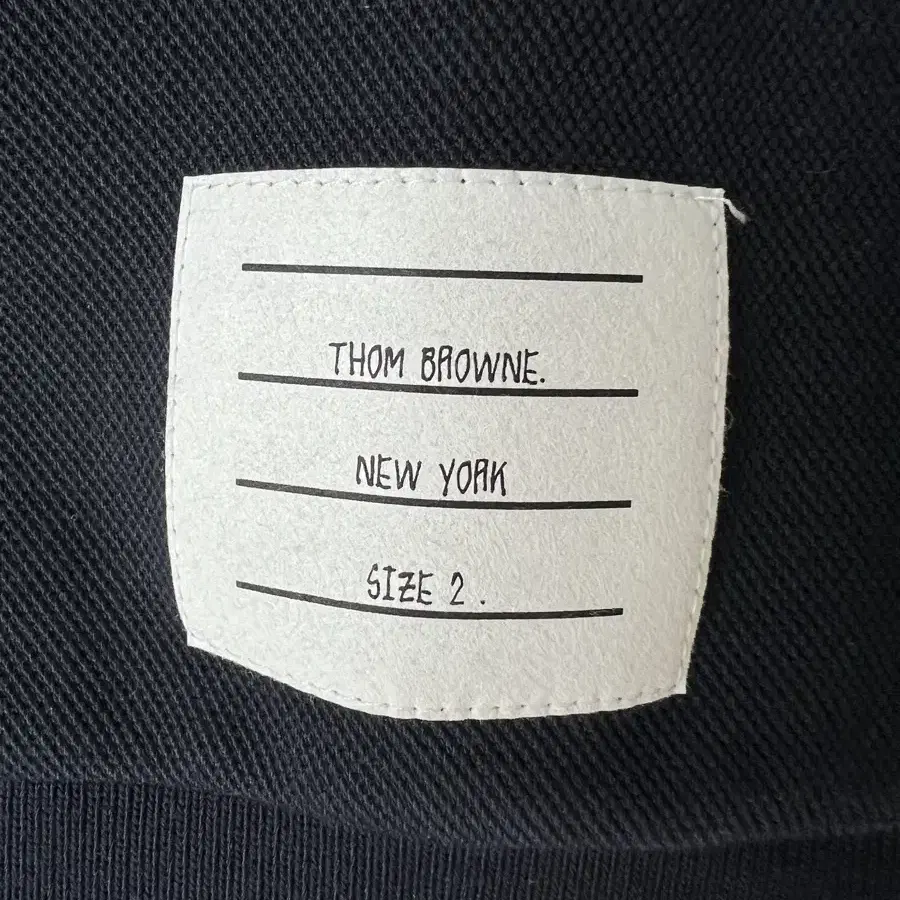 THOM BROWNE.
NEW YORK
SIZE 2 .